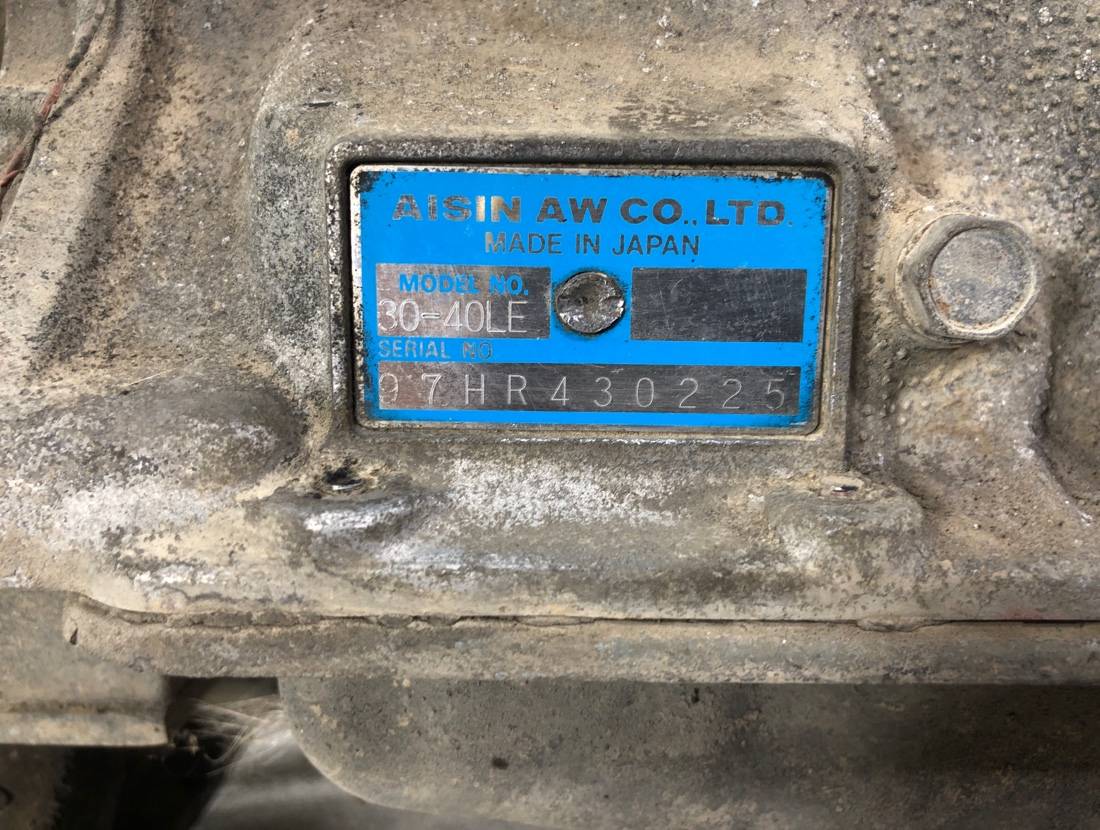 AISIN AW CO., LTD.
MADE IN JAPAN
MODEL NO.
30-40LE
SERIAL NO.
97HR430225